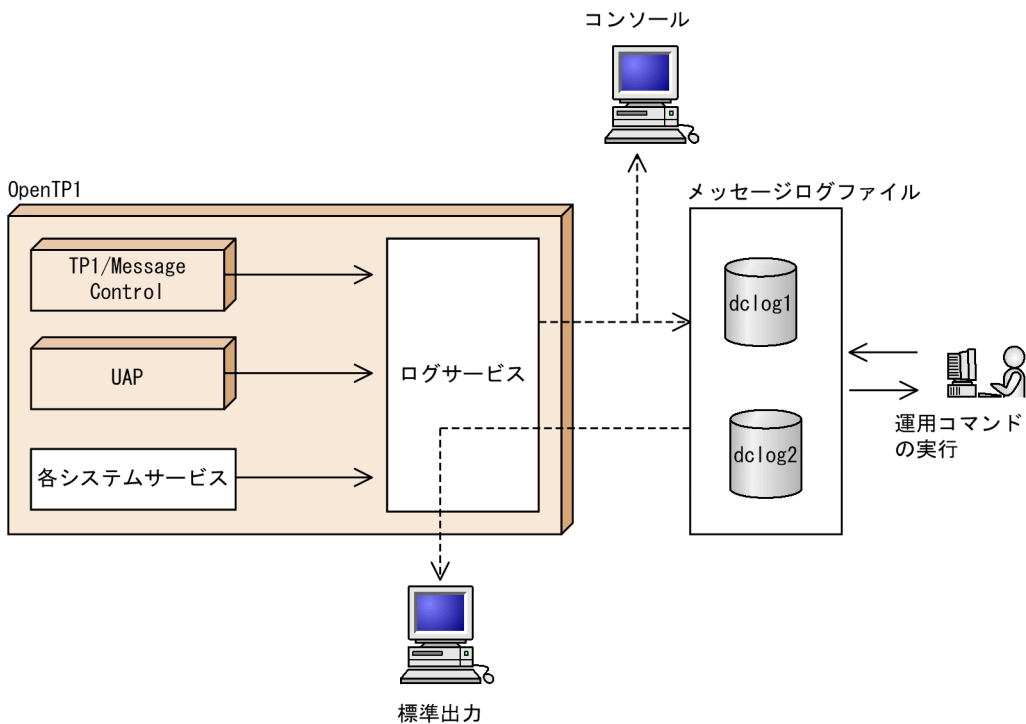 コンソール
OpenTP1
メッセージログファイル
TP1/Message
Control
dclog1
ログサービス
UAP
運用コマンド
の実行
dclog2
各システムサービス
標準出力